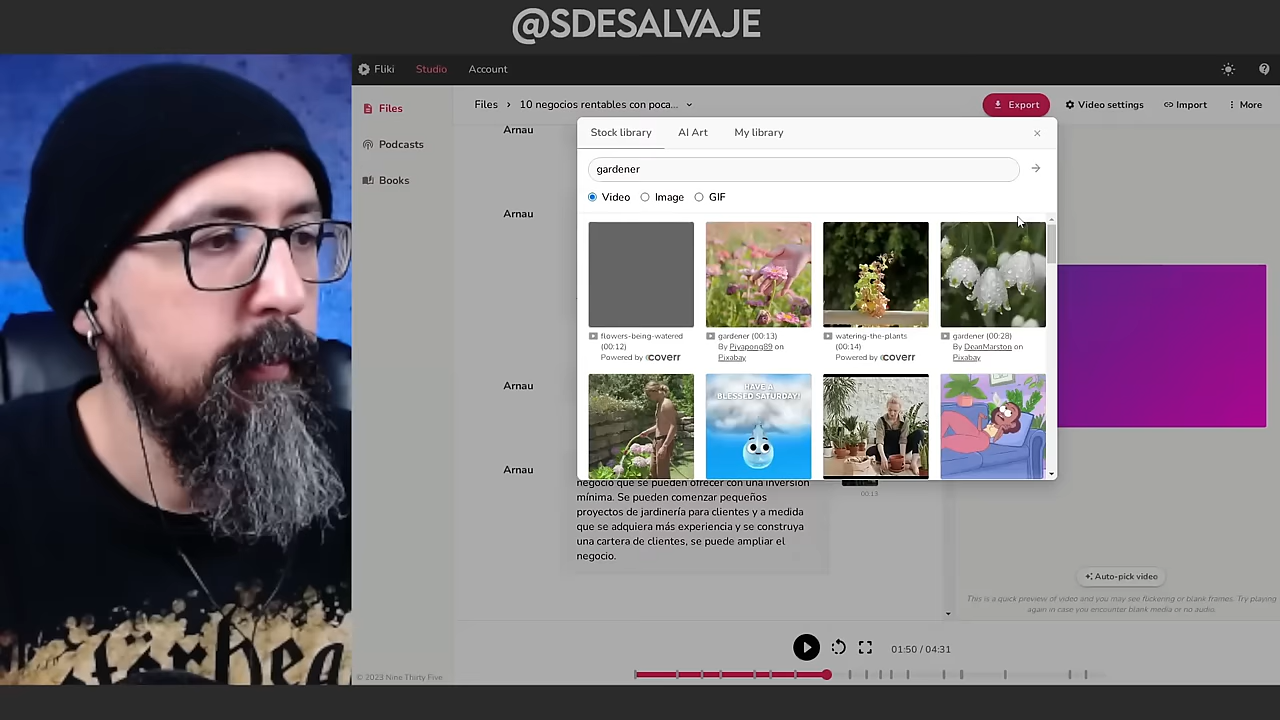 @SDESALVAJE
Fliki
Studio
Account
Files
Podcasts
Books
Files > 10 negocios rentables con poca...
Export
Video settings
Import
More
Arnau
Arnau
Arnau
Arnau
Stock library
AI Art
My library
gardener
Video
Image
GIF
flowers-being-watered
(00:12)
Powered by coverr
gardener (00:13)
By Piyapong89 on
Pixabay
watering-the-plants
(00:14)
Powered by coverr
gardener (00:28)
By DeanMarston on
Pixabay
HAVE A
BLESSED SATURDAY!
negocio que se pueden ofrecer con una inversión
mínima. Se pueden comenzar pequeños
proyectos de jardinería para clientes y a medida
que se adquiera más experiencia y se construya
una cartera de clientes, se puede ampliar el
negocio.
00:13
Auto-pick video
This is a quick preview of video and you may see flickering or blank frames. Try playing
again in case you encounter blank media or no audio.
01:50 / 04:31
© 2023 Nine Thirty Five